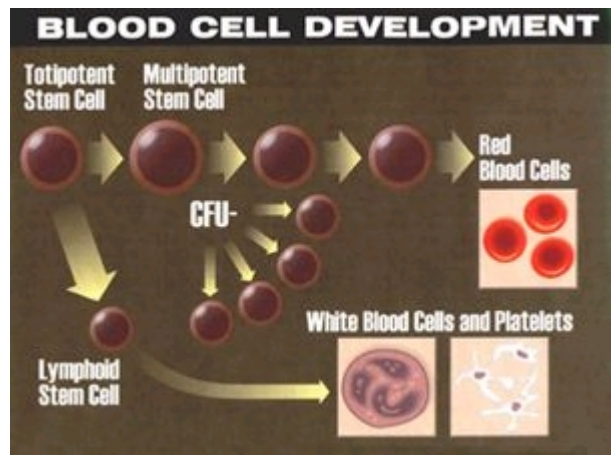 BLOOD CELL DEVELOPMENT
Totipotent
Stem Cell
Multipotent
Stem Cell
Red
Blood Cells
CFU-
White Blood Cells and Platelets
Lymphoid
Stem Cell